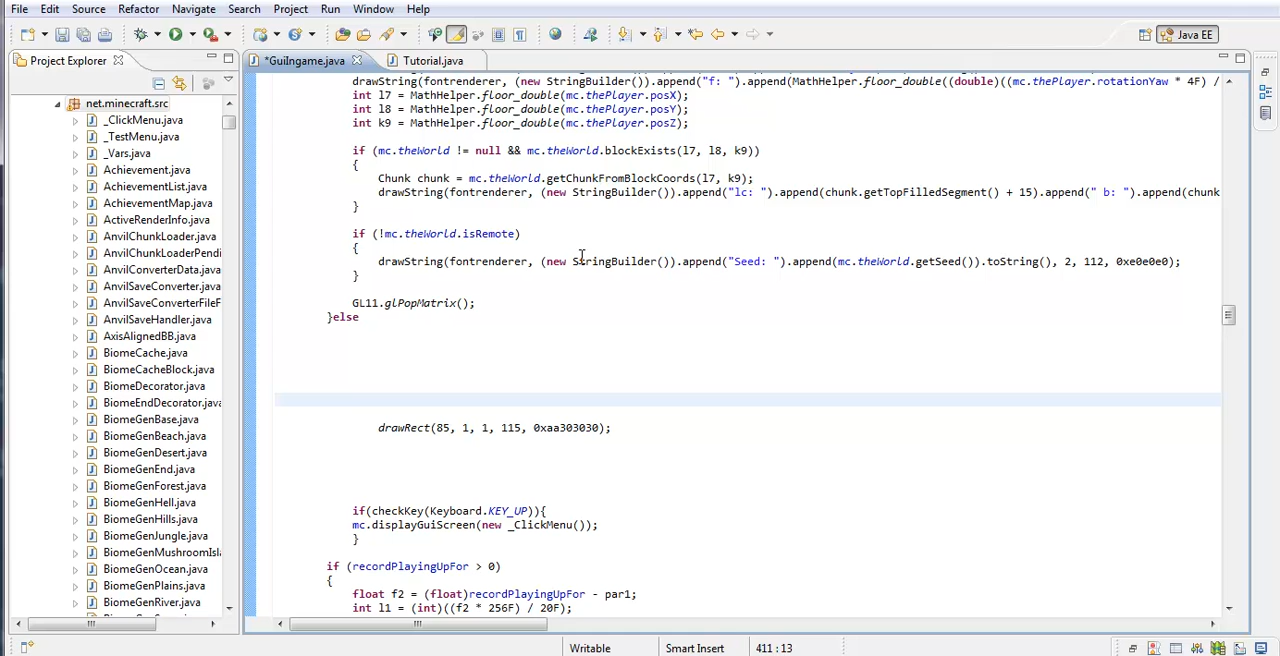 File Edit Source Refactor Navigate Search Project Run Window Help
Java EE
Project Explorer
*GuiIngame.java
Tutorial.java
net.minecraft.src
_ClickMenu.java
_TestMenu.java
_Vars.java
Achievement.java
AchievementList.java
AchievementMap.java
ActiveRenderInfo.java
AnvilChunkLoader.java
AnvilChunkLoaderPendi
AnvilConverterData.java
AnvilSaveConverter.java
AnvilSaveConverterFileF
AnvilSaveHandler.java
AxisAlignedBB.java
BiomeCache.java
BiomeCacheBlock.java
BiomeDecorator.java
BiomeEndDecorator.java
BiomeGenBase.java
BiomeGenBeach.java
BiomeGenDesert.java
BiomeGenEnd.java
BiomeGenForest.java
BiomeGenHell.java
BiomeGenHills.java
BiomeGenJungle.java
BiomeGenMushroomIsl
BiomeGenOcean.java
BiomeGenPlains.java
BiomeGenRiver.java
drawString(fontrenderer, (new StringBuilder()).append("f: ").append(MathHelper.floor_double((double)((mc.thePlayer.rotationYaw * 4F) /
int l7 = MathHelper.floor_double(mc.thePlayer.posX);
int l8 = MathHelper.floor_double(mc.thePlayer.posY);
int k9 = MathHelper.floor_double(mc.thePlayer.posZ);
if (mc.theWorld != null && mc.theWorld.blockExists(l7, l8, k9))
{
Chunk chunk = mc.theWorld.getChunkFromBlockCoords(l7, k9);
drawString(fontrenderer, (new StringBuilder()).append("lc: ").append(chunk.getTopFilledSegment() + 15).append(" b: ").append(chunk
}
if (!mc.theWorld.isRemote)
{
drawString(fontrenderer, (new StringBuilder()).append("Seed: ").append(mc.theWorld.getSeed()).toString(), 2, 112, 0xe0e0e0);
}
GL11.glPopMatrix();
}else
drawRect(85, 1, 1, 115, 0xaa303030);
if(checkKey(Keyboard.KEY_UP)){
mc.displayGuiScreen(new _ClickMenu());
}
if (recordPlayingUpFor > 0)
{
float f2 = (float)recordPlayingUpFor - par1;
int l1 = (int)((f2 * 256F) / 20F);
Writable
Smart Insert
411 : 13